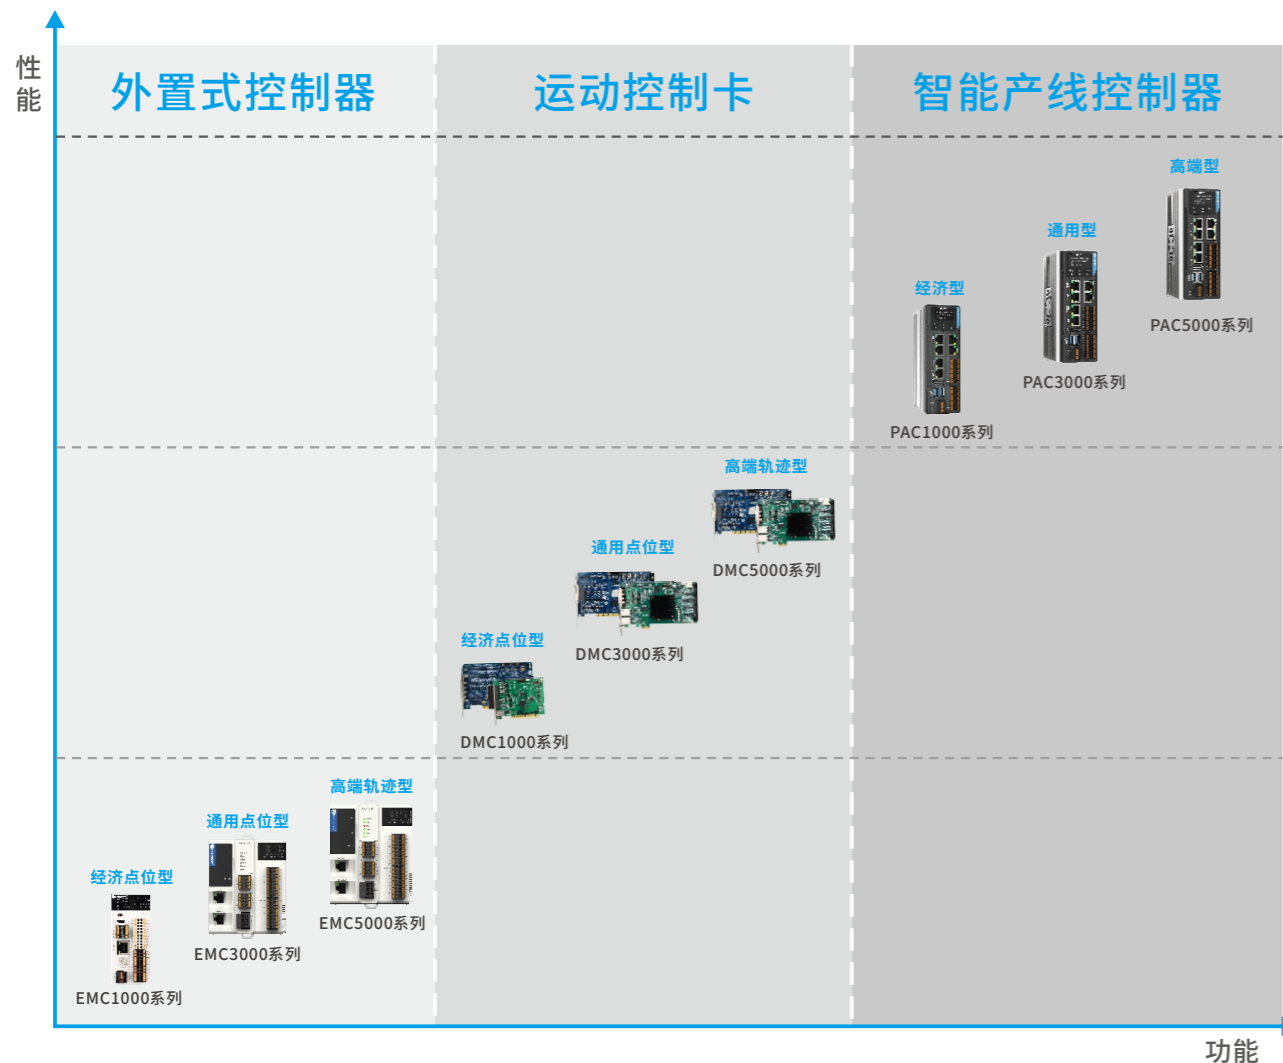 性
能
外置式控制器
运动控制卡
智能产线控制器
高端型
PAC5000系列
通用型
PAC3000系列
经济型
PAC1000系列
高端轨迹型
DMC5000系列
通用点位型
DMC3000系列
经济点位型
DMC1000系列
高端轨迹型
EMC5000系列
通用点位型
EMC3000系列
经济点位型
EMC1000系列
功能